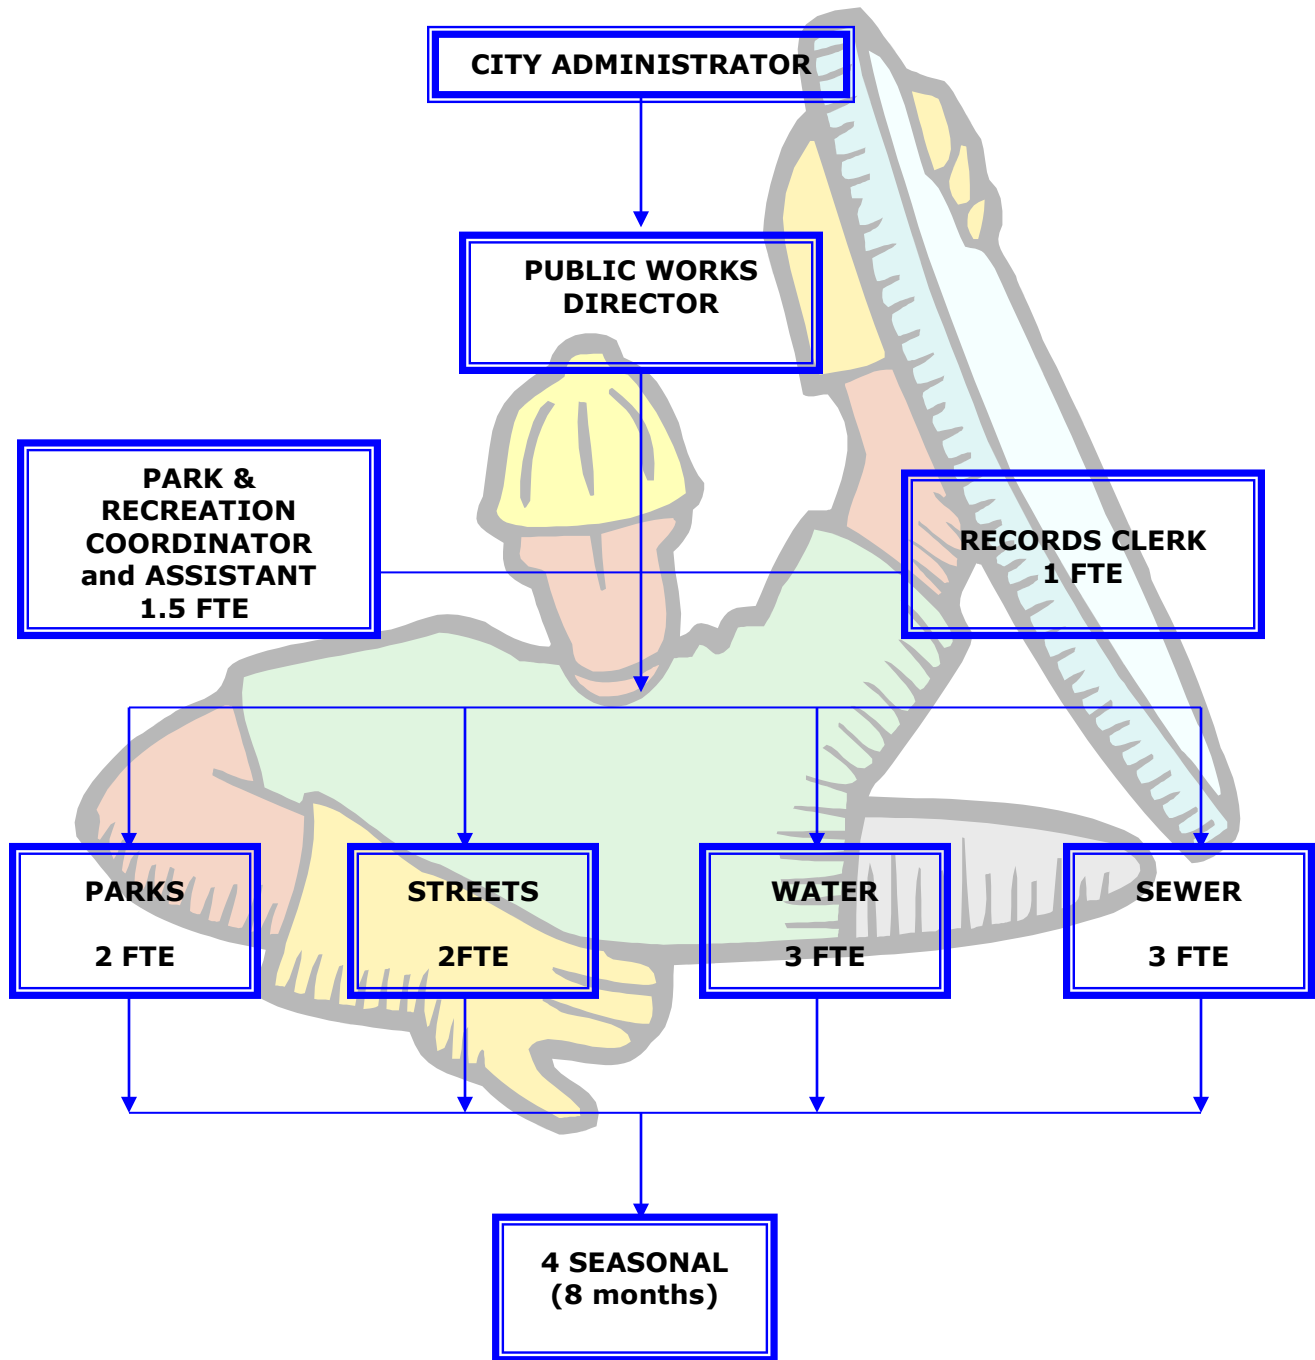 CITY ADMINISTRATOR
PUBLIC WORKS
DIRECTOR
PARK &
RECREATION
COORDINATOR
and ASSISTANT
1.5 FTE
RECORDS CLERK
1 FTE
PARKS
2 FTE
STREETS
2FTE
WATER
3 FTE
SEWER
3 FTE
4 SEASONAL
(8 months)